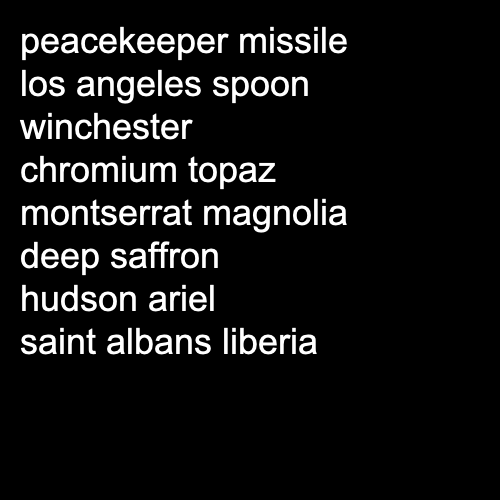 peacekeeper missile
los angeles spoon
winchester
chromium topaz
montserrat magnolia
deep saffron
hudson ariel
saint albans liberia